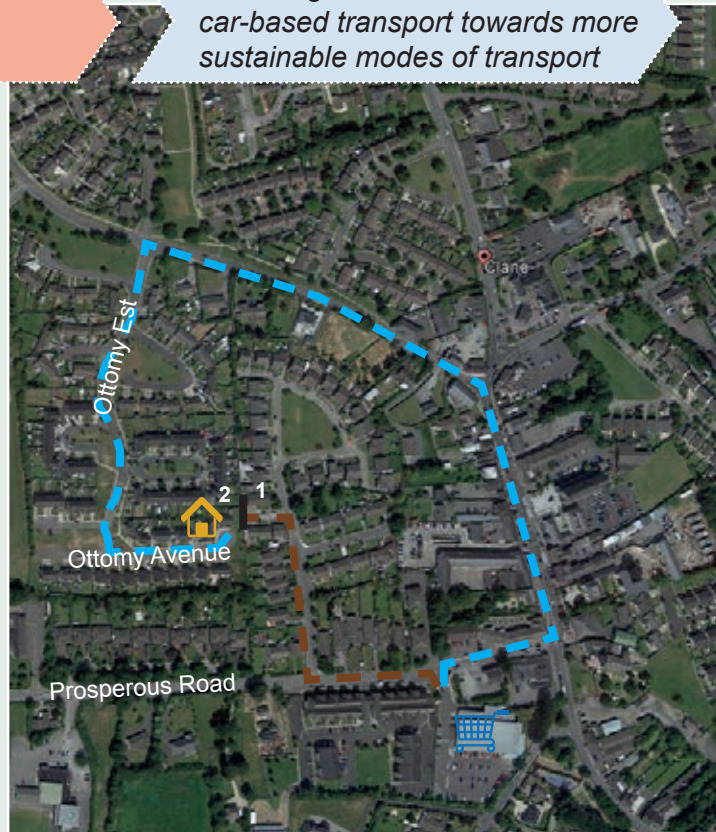 car-based transport towards more
sustainable modes of transport
Clane
Ottomy Est
2
1
Ottomy Avenue
Prosperous Road